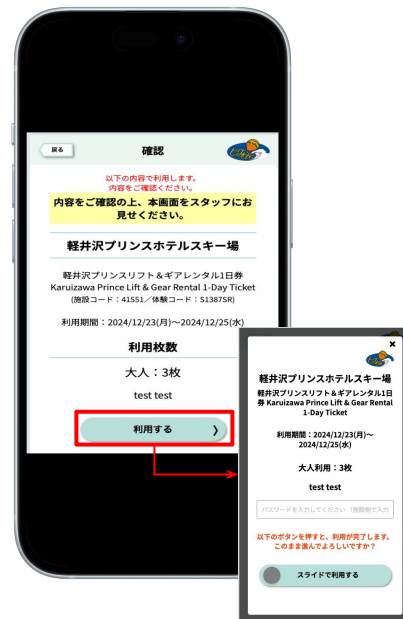 戻る
確認
以下の内容で利用します。
内容をご確認ください。
内容をご確認の上、本画面をスタッフにお
見せください。
軽井沢プリンスホテルスキー場
軽井沢プリンスリフト＆ギアレンタル1日券
Karuizawa Prince Lift & Gear Rental 1-Day Ticket
(施設コード：41551／体験コード：S1387SR)
利用期間：2024/12/23(月)〜2024/12/25(水)
利用枚数
大人：3枚
test test
利用する
×
軽井沢プリンスホテルスキー場
軽井沢プリンスリフト＆ギアレンタル1日
券 Karuizawa Prince Lift & Gear Rental
1-Day Ticket
利用期間：2024/12/23(月)〜
2024/12/25(水)
大人利用：3枚
test test
パスワードを入力してください（施設側で入力
以下のボタンを押すと、利用が完了します。
このまま進んでよろしいですか？
スライドで利用する